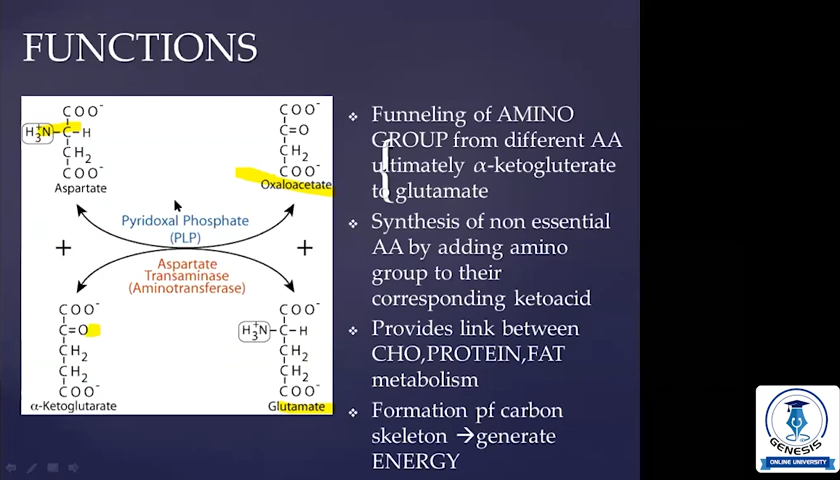 FUNCTIONS
COO⁻
H₃N⁺–C–H
CH₂
COO⁻
Aspartate
COO⁻
C=O
CH₂
COO⁻
Oxaloacetate
Pyridoxal Phosphate
(PLP)
+
+
Aspartate
Transaminase
(Aminotransferase)
COO⁻
C=O
CH₂
CH₂
COO⁻
α-Ketoglutarate
COO⁻
H₃N⁺–C–H
CH₂
CH₂
COO⁻
Glutamate
❖ Funneling of AMINO
GROUP from different AA
ultimately α-ketogluterate
to glutamate
❖ Synthesis of non essential
AA by adding amino
group to their
corresponding ketoacid
❖ Provides link between
CHO,PROTEIN,FAT
metabolism
❖ Formation pf carbon
skeleton →generate
ENERGY
GENESIS
ONLINE UNIVERSITY